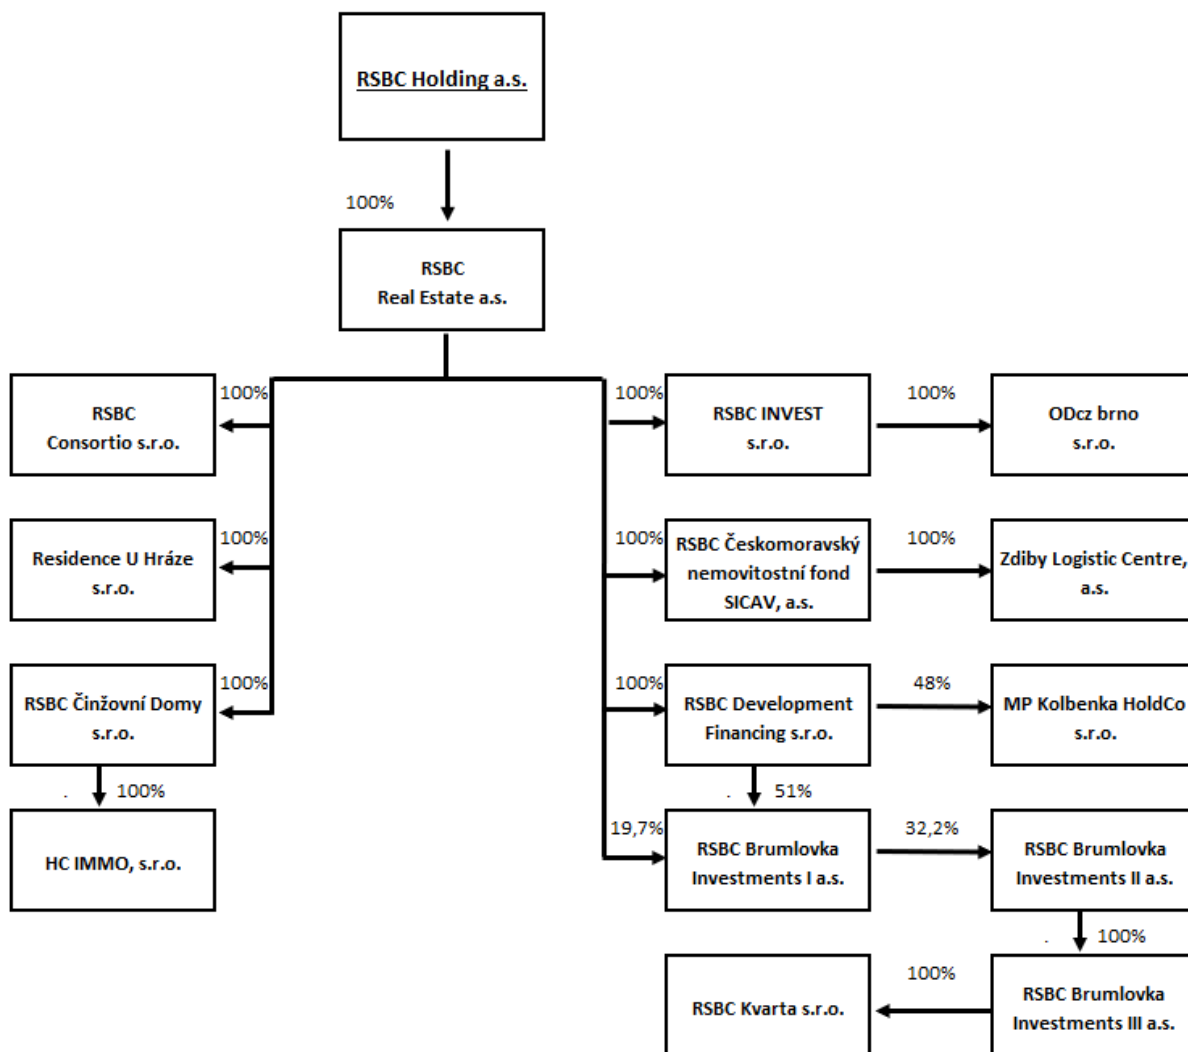 RSBC Holding a.s.
100%
RSBC
Real Estate a.s.
100%
RSBC
Consortio s.r.o.
100%
RSBC INVEST
s.r.o.
100%
ODcz brno
s.r.o.
100%
Residence U Hráze
s.r.o.
100%
RSBC Českomoravský
nemovitostní fond
SICAV, a.s.
100%
Zdiby Logistic Centre,
a.s.
100%
RSBC Činžovní Domy
s.r.o.
100%
RSBC Development
Financing s.r.o.
48%
MP Kolbenka HoldCo
s.r.o.
. 100%
. 51%
HC IMMO, s.r.o.
19,7%
RSBC Brumlovka
Investments I a.s.
32,2%
RSBC Brumlovka
Investments II a.s.
. 100%
RSBC Kvarta s.r.o.
100%
RSBC Brumlovka
Investments III a.s.